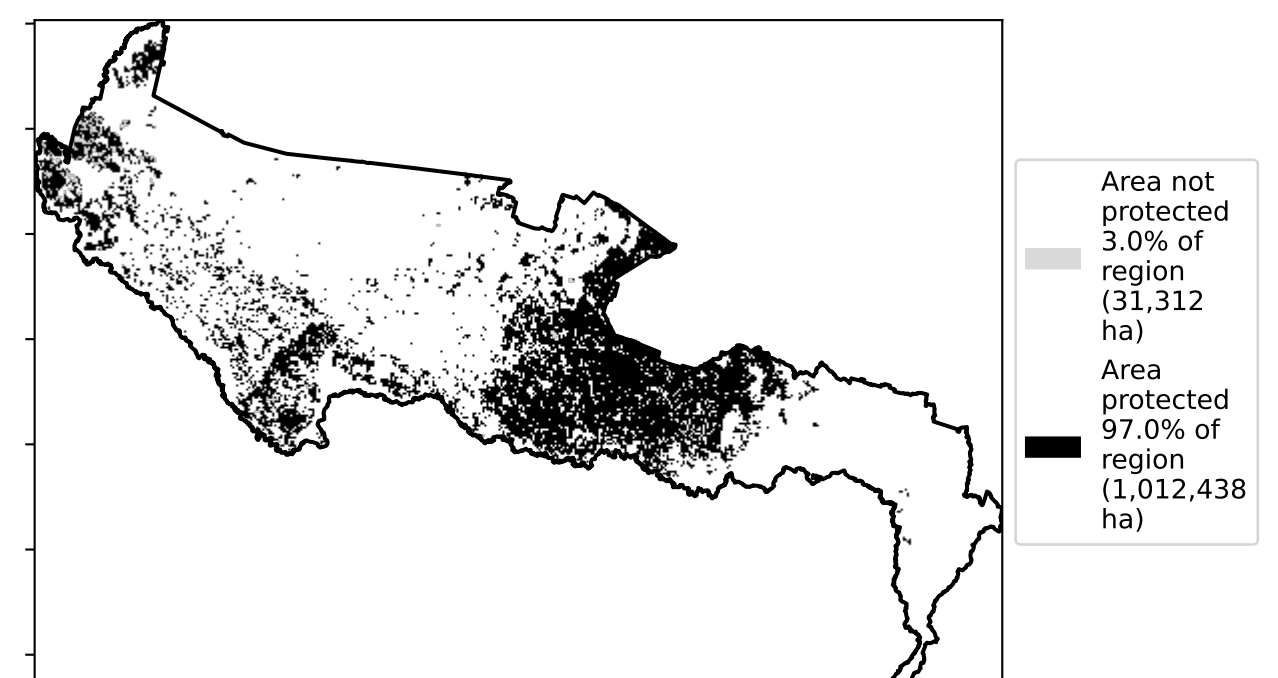 Area not
protected
3.0% of
region
(31,312
ha)
Area
protected
97.0% of
region
(1,012,438
ha)